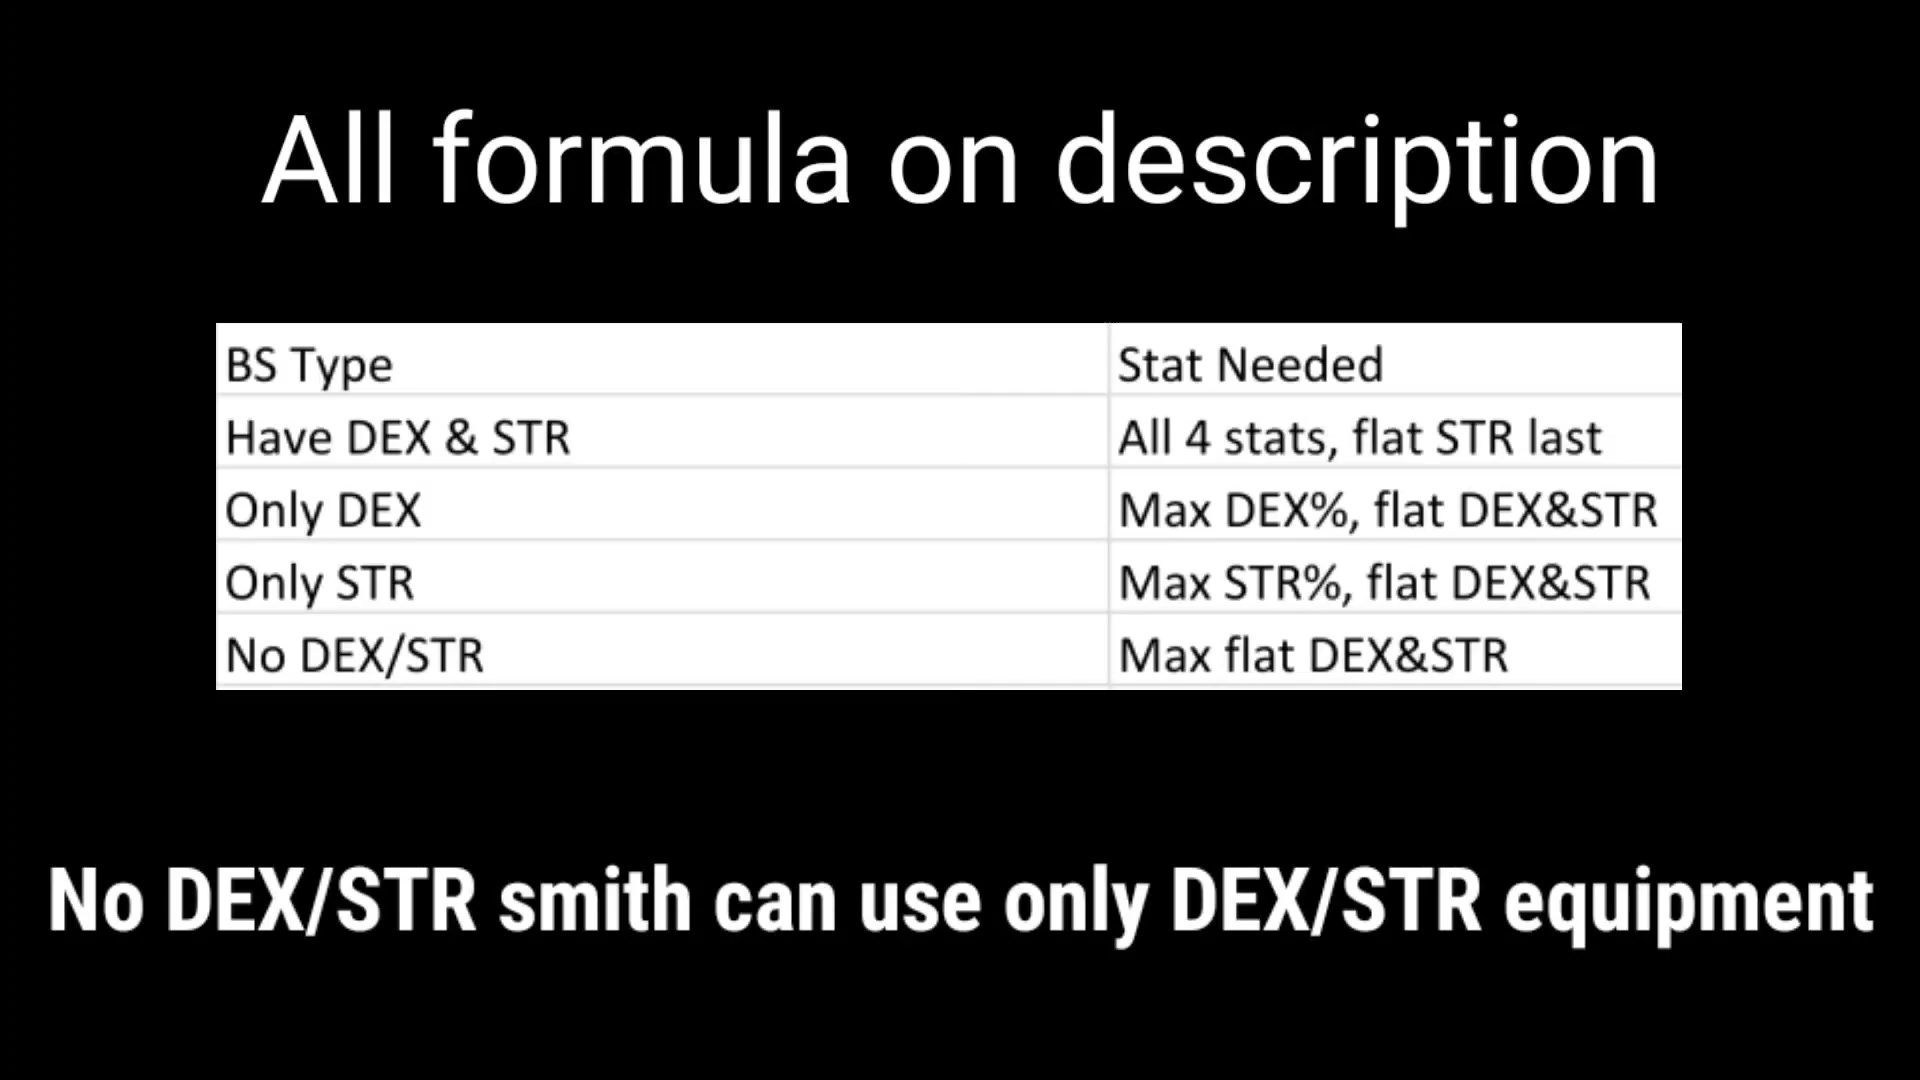 All formula on description
BS Type
Stat Needed
Have DEX & STR
All 4 stats, flat STR last
Only DEX
Max DEX%, flat DEX&STR
Only STR
Max STR%, flat DEX&STR
No DEX/STR
Max flat DEX&STR
No DEX/STR smith can use only DEX/STR equipment